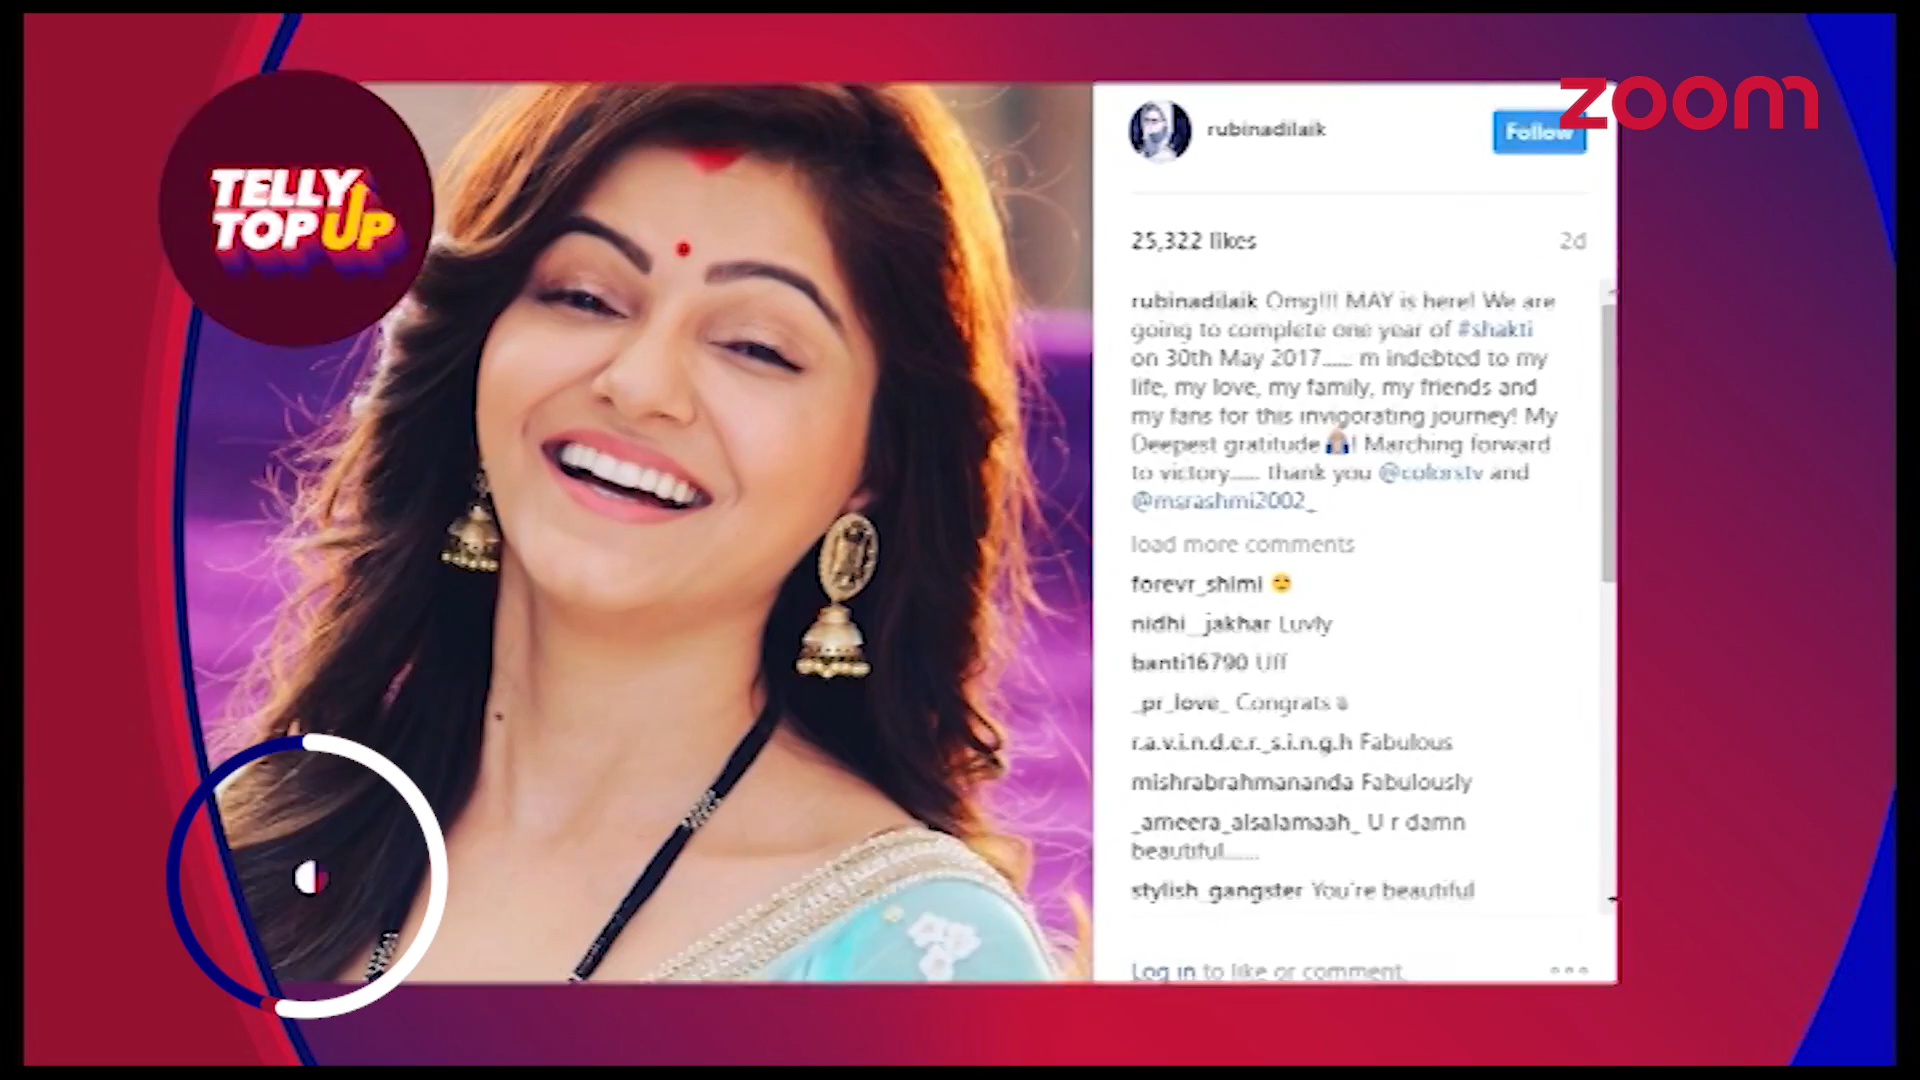 zoom
TELLY
TOP UP
rubinadilaik
Follow
25,322 likes
2d
rubinadilaik Omg!!! MAY is here! We are
going to complete one year of #shakti
on 30th May 2017...... m indebted to my
life, my love, my family, my friends and
my fans for this invigorating journey! My
Deepest gratitude🙏! Marching forward
to victory...... thank you @colorstv and
@msrashmi2002_
load more comments
forevr_shimi 😊
nidhi__jakhar Luvly
banti16790 Uff
_pr_love_ Congrats
r.a.v.i.n.d.e.r._s.i.n.g.h Fabulous
mishrabrahmananda Fabulously
_ameera_alsalamaah_ U r damn
beautiful.......
stylish_gangster You're beautiful
Log in to like or comment.